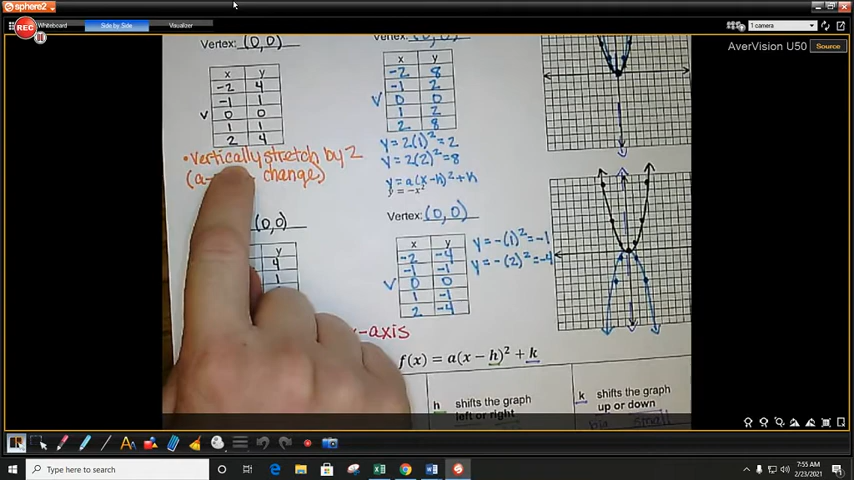 sphere2
Whiteboard
Side by Side
Visualizer
1 camera
REC
AverVision U50
Source
Vertex: (0,0)
x y
-2 4
-1 1
V 0 0
1 1
2 4
• Vertically stretch by 2
change)
Vertex: (0,0)
x y
-2 8
-1 2
V 0 0
1 2
2 8
y = 2(1)² = 2
y = 2(2)² = 8
y = a(x-h)² + k
y = −x²
(0,0)
y
4
1
-axis
Vertex: (0,0)
x y
-2 -4
-1 -1
V 0 0
1 -1
2 -4
y = -(1)² = -1
y = -(2)² = -4
f(x) = a(x − h)² + k
h shifts the graph
left or right
k shifts the graph
up or down
big small
Type here to search
7:55 AM
2/23/2021